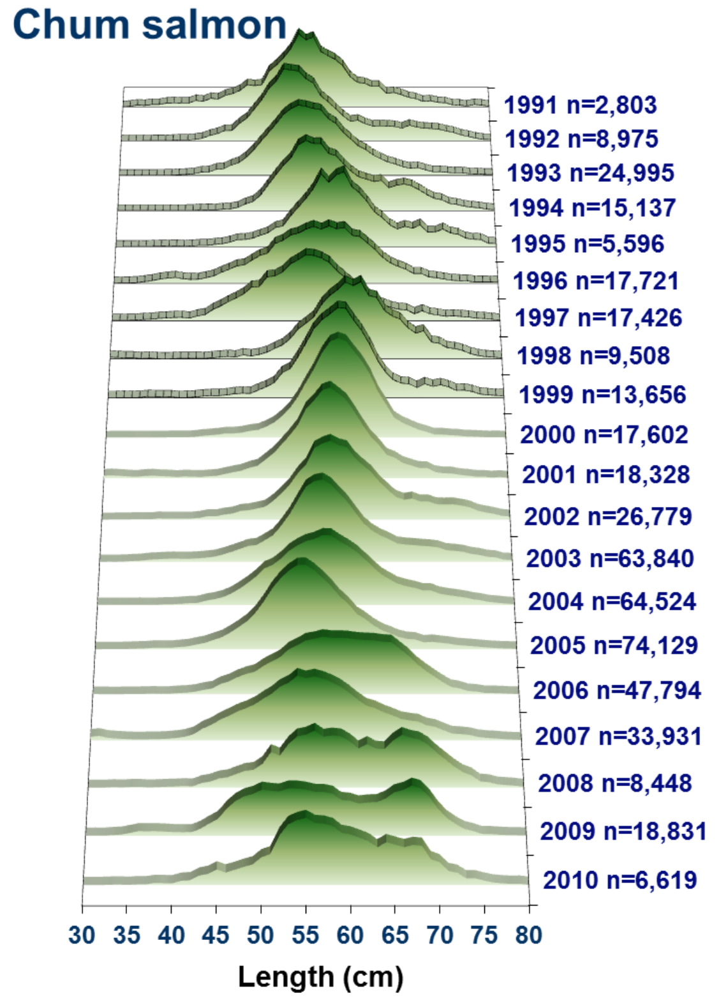 Chum salmon
1991 n=2,803
1992 n=8,975
1993 n=24,995
1994 n=15,137
1995 n=5,596
1996 n=17,721
1997 n=17,426
1998 n=9,508
1999 n=13,656
2000 n=17,602
2001 n=18,328
2002 n=26,779
2003 n=63,840
2004 n=64,524
2005 n=74,129
2006 n=47,794
2007 n=33,931
2008 n=8,448
2009 n=18,831
2010 n=6,619
30 35 40 45 50 55 60 65 70 75 80
Length (cm)